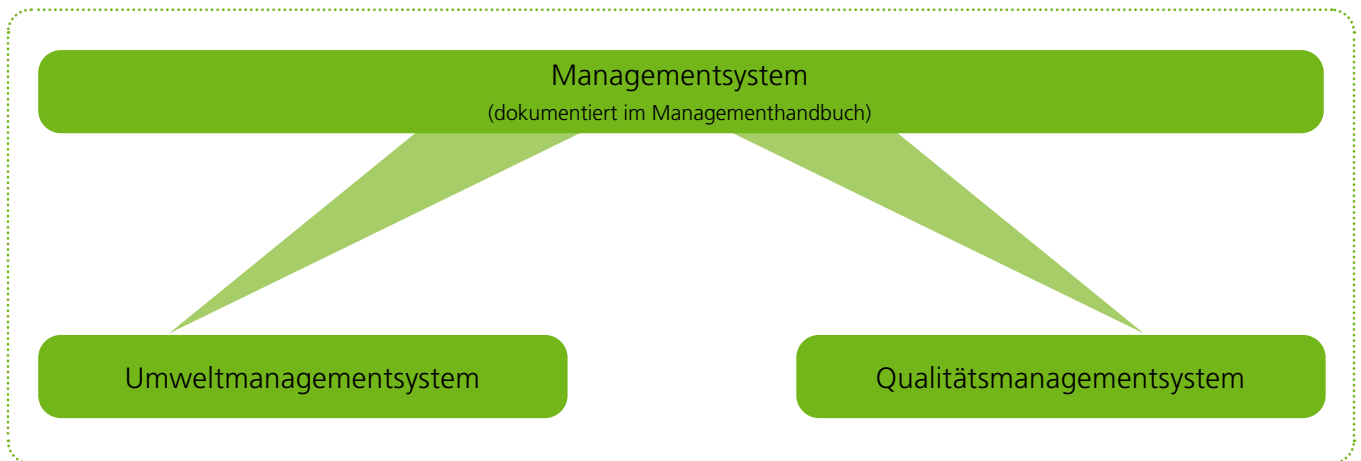 Managementsystem
(dokumentiert im Managementhandbuch)
Umweltmanagementsystem
Qualitätsmanagementsystem